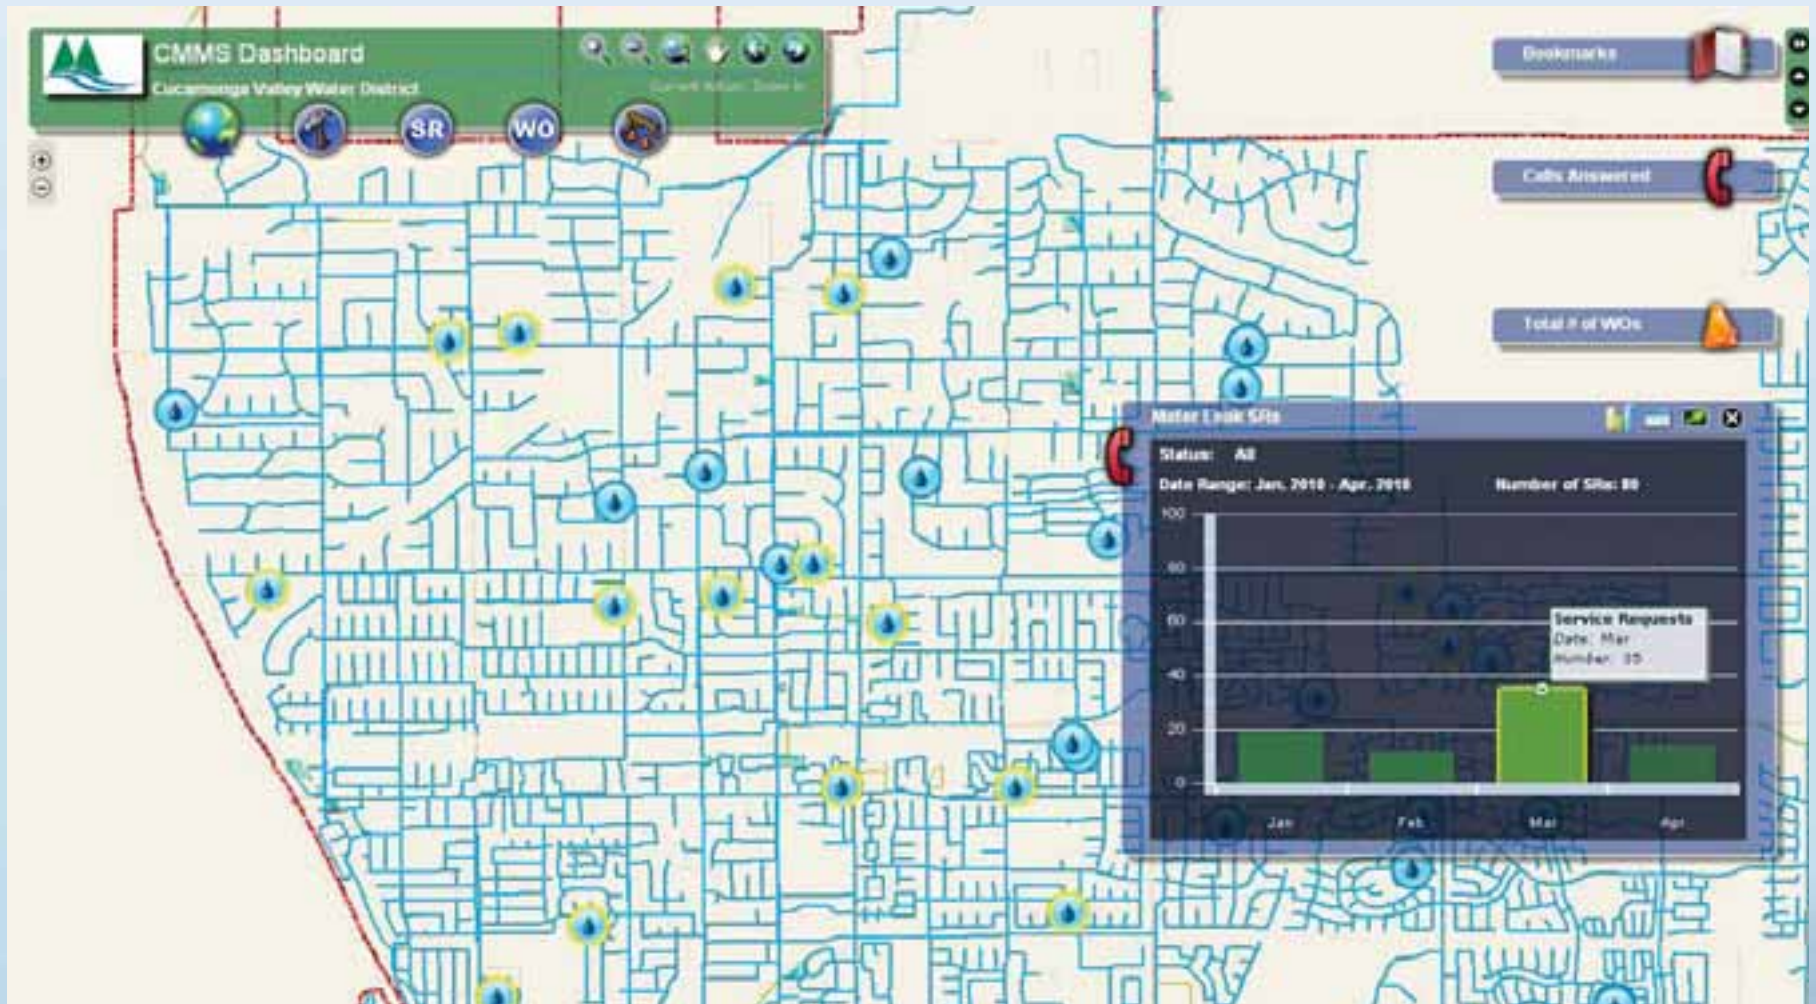 CMMS Dashboard
Cucamonga Valley Water District
SR
WO
Bookmarks
Calls Answered
Total # of WOs
Meter Leak SRs
Status: All
Date Range: Jan. 2010 - Apr. 2010
Number of SRs: 80
100
80
60
40
20
0
Service Requests
Date: Mar
Number: 35
Jan
Feb
Mar
Apr